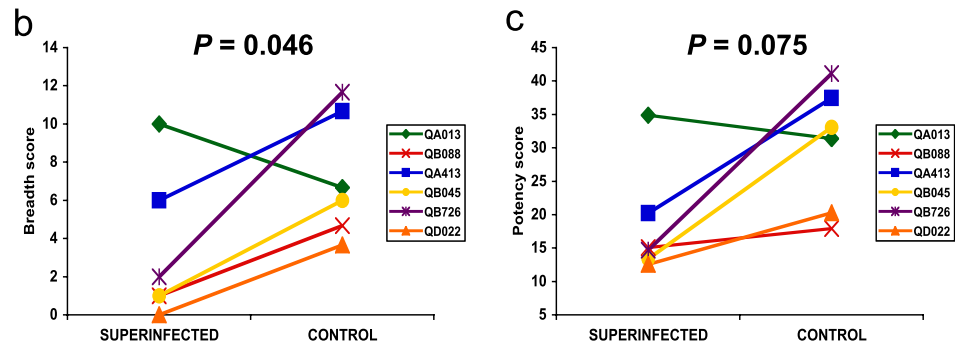 b
P = 0.046
Breadth score
14
12
10
8
6
4
2
0
SUPERINFECTED
CONTROL
QA013
QB088
QA413
QB045
QB726
QD022
c
P = 0.075
Potency score
45
40
35
30
25
20
15
10
5
SUPERINFECTED
CONTROL
QA013
QB088
QA413
QB045
QB726
QD022